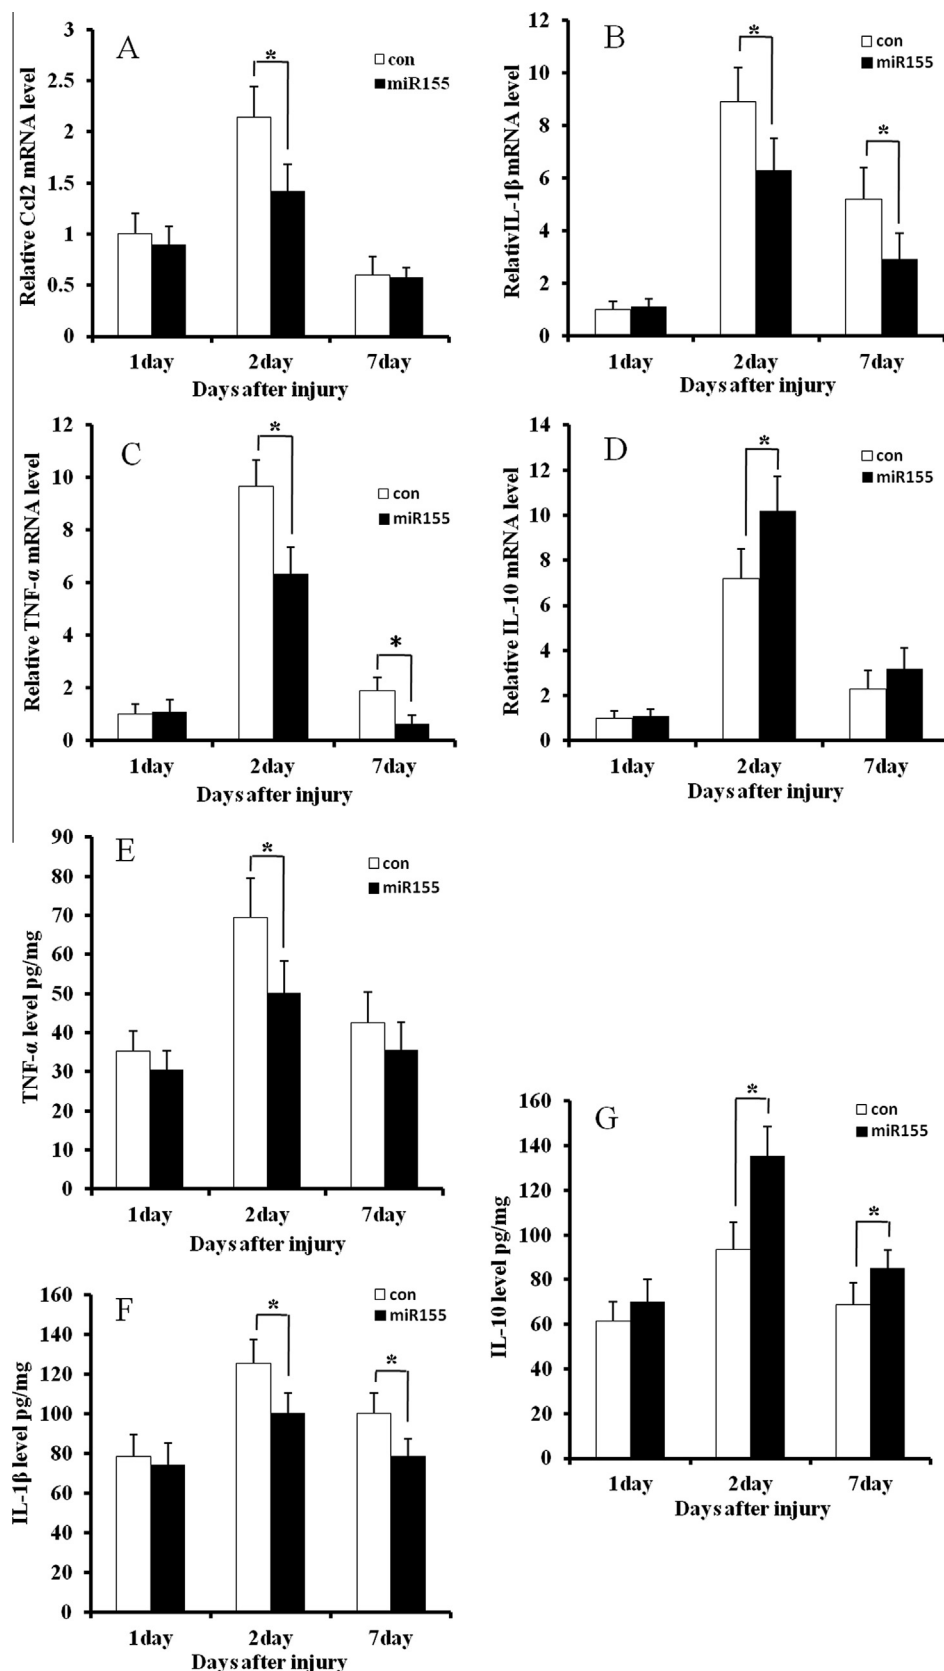 A
Relative Ccl2 mRNA level
3
2.5
2
1.5
1
0.5
0
*
con
miR155
1day 2day 7day
Days after injury
B
RelativIL-1β mRNA level
12
10
8
6
4
2
0
*
*
con
miR155
1day 2day 7day
Days after injury
C
Relative TNF-α mRNA level
12
10
8
6
4
2
0
*
*
con
miR155
1day 2day 7day
Days after injury
D
Relative IL-10 mRNA level
14
12
10
8
6
4
2
0
*
con
miR155
1day 2day 7day
Days after injury
E
TNF-α level pg/mg
90
80
70
60
50
40
30
20
10
0
*
con
miR155
1day 2day 7day
Days after injury
F
IL-1β level pg/mg
160
140
120
100
80
60
40
20
0
*
*
con
miR155
1day 2day 7day
Days after injury
G
IL-10 level pg/mg
160
140
120
100
80
60
40
20
0
*
*
con
miR155
1day 2day 7day
Days after injury